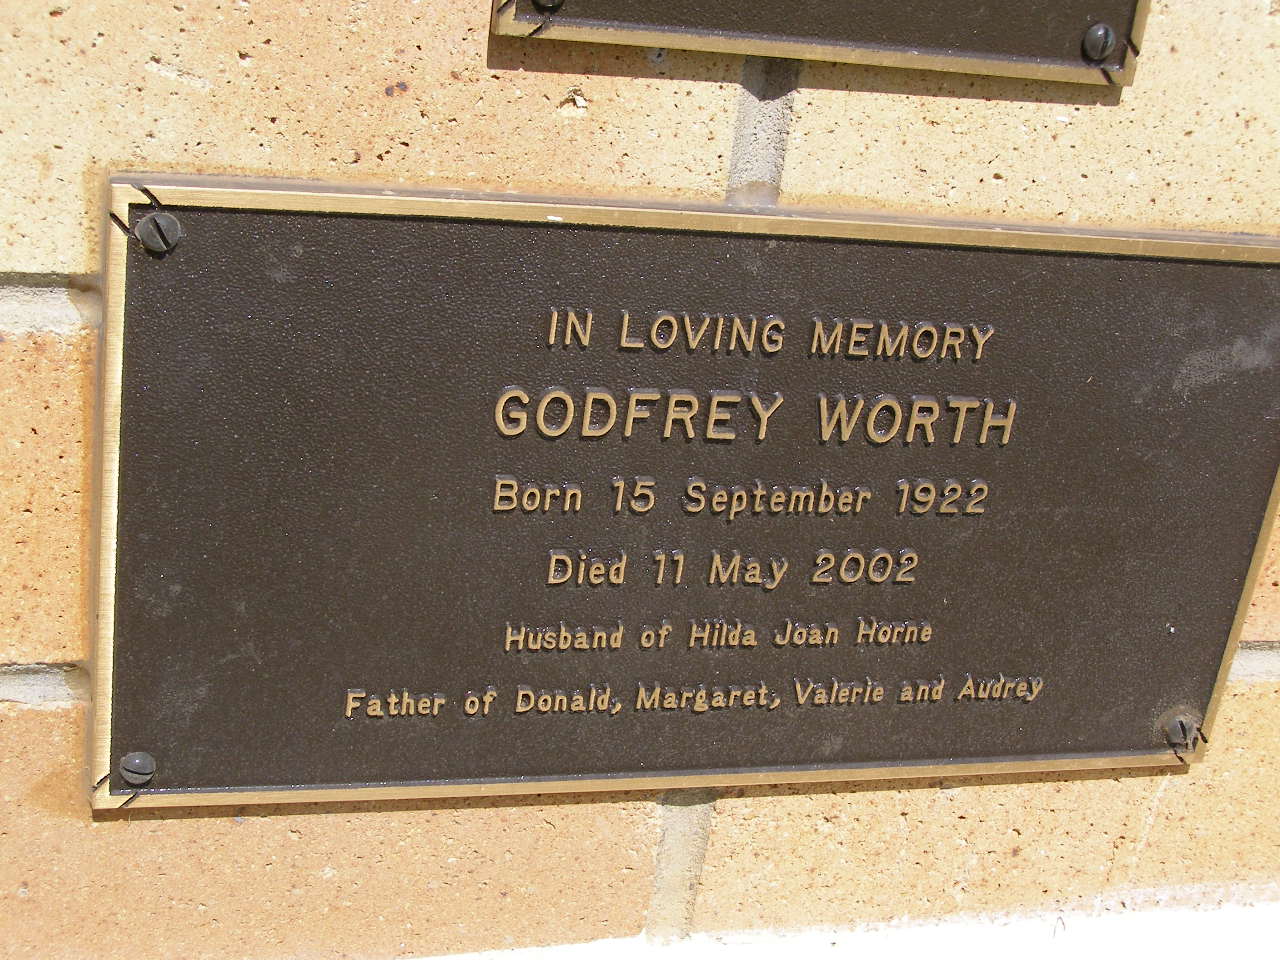 IN LOVING MEMORY
GODFREY WORTH
Born 15 September 1922
Died 11 May 2002
Husband of Hilda Joan Horne
Father of Donald, Margaret, Valerie and Audrey